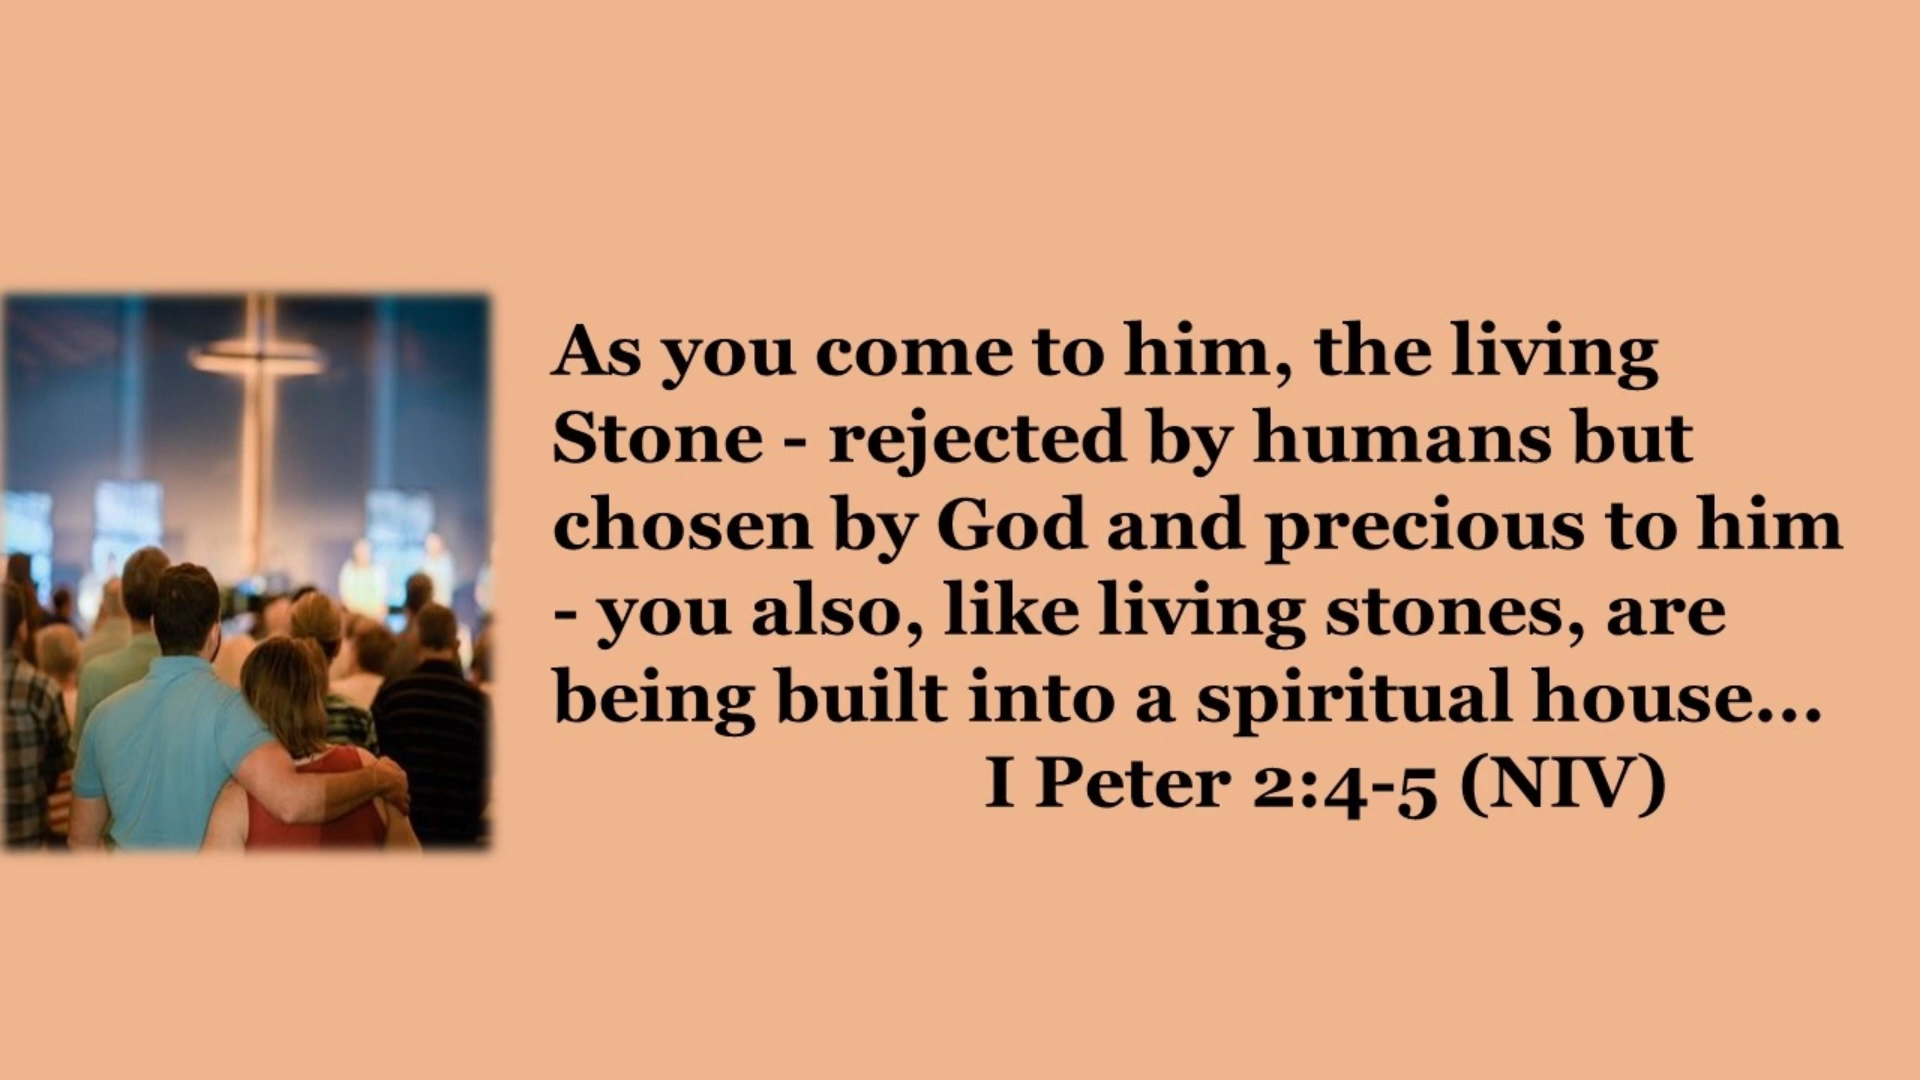 As you come to him, the living
Stone - rejected by humans but
chosen by God and precious to him
- you also, like living stones, are
being built into a spiritual house...
I Peter 2:4-5 (NIV)